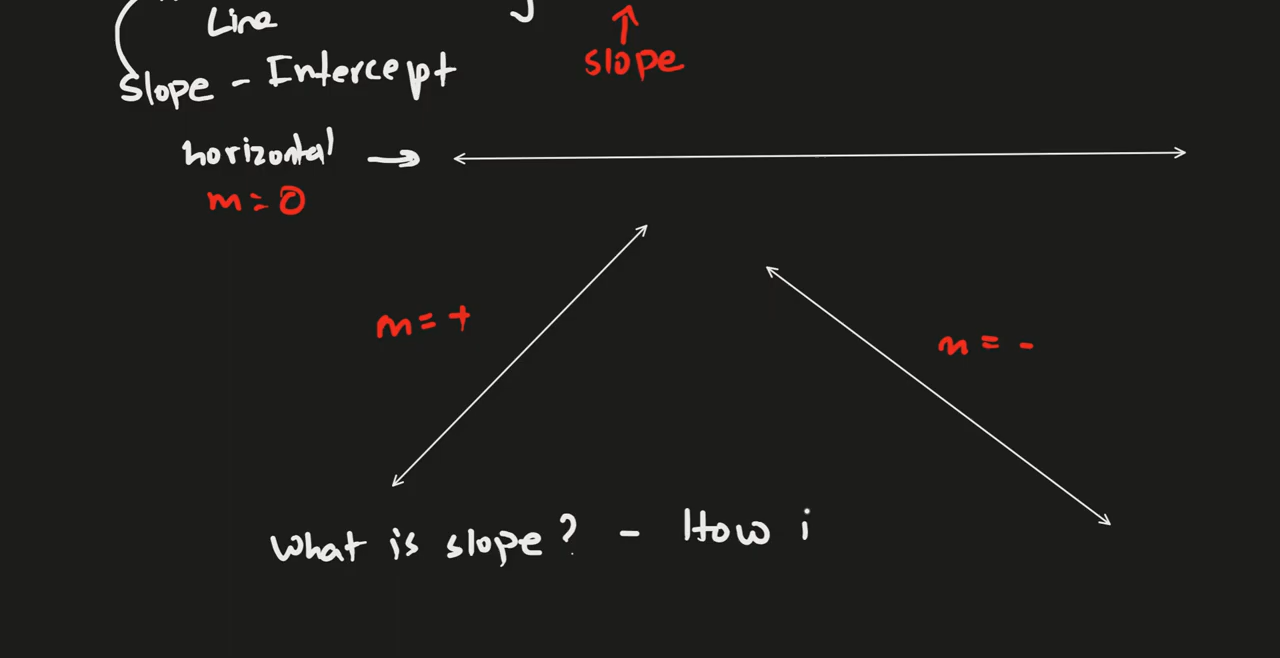 Line
slope
Slope - Intercept
horizontal →
m = 0
m = +
m = -
What is slope? - How i